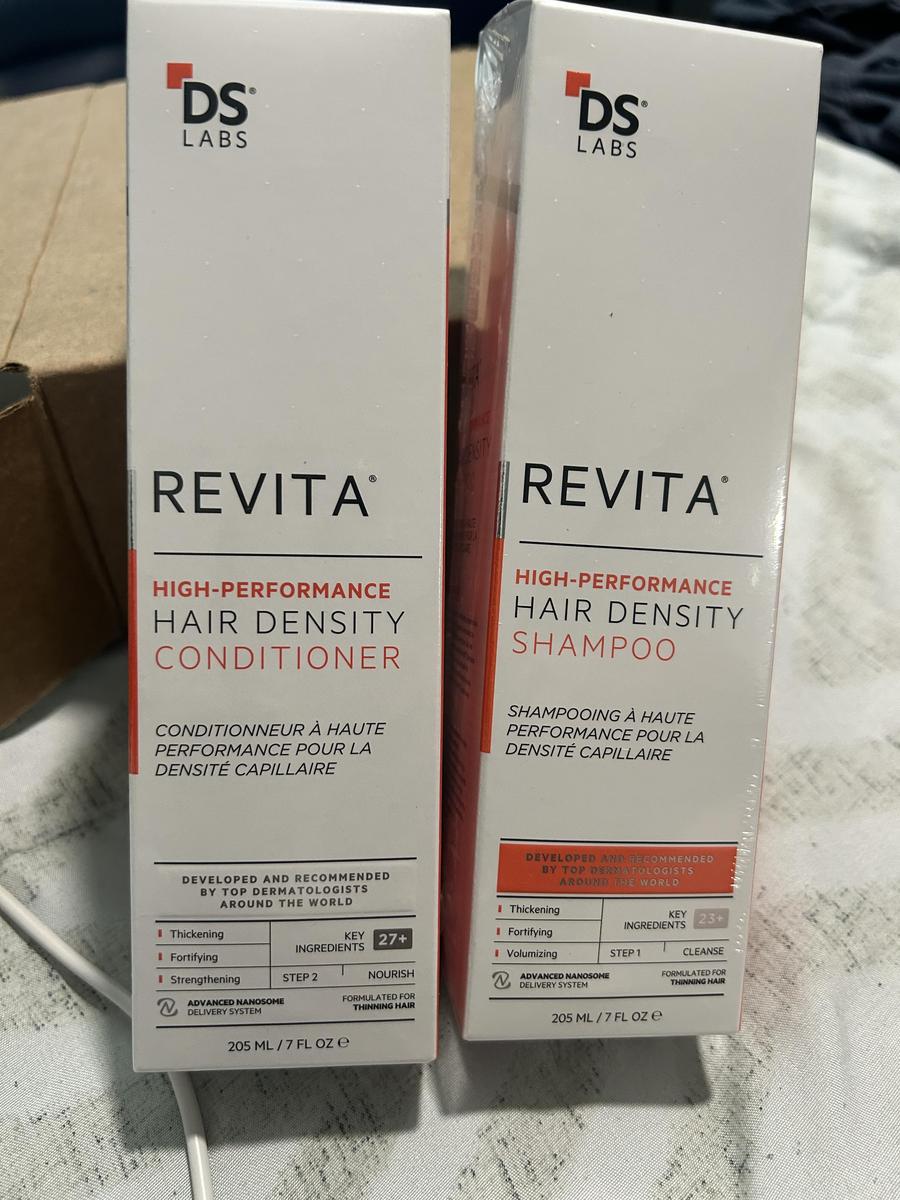 DS®
LABS
REVITA®
HIGH-PERFORMANCE
HAIR DENSITY
CONDITIONER
CONDITIONNEUR À HAUTE
PERFORMANCE POUR LA
DENSITÉ CAPILLAIRE
DEVELOPED AND RECOMMENDED
BY TOP DERMATOLOGISTS
AROUND THE WORLD
Thickening
Fortifying
Strengthening
KEY
INGREDIENTS 27+
STEP 2 NOURISH
ADVANCED NANOSOME
DELIVERY SYSTEM
FORMULATED FOR
THINNING HAIR
205 ML / 7 FL OZ ℮
DS®
LABS
REVITA®
HIGH-PERFORMANCE
HAIR DENSITY
SHAMPOO
SHAMPOOING À HAUTE
PERFORMANCE POUR LA
DENSITÉ CAPILLAIRE
DEVELOPED AND RECOMMENDED
BY TOP DERMATOLOGISTS
AROUND THE WORLD
Thickening
Fortifying
Volumizing
KEY
INGREDIENTS 23+
STEP 1 CLEANSE
ADVANCED NANOSOME
DELIVERY SYSTEM
FORMULATED FOR
THINNING HAIR
205 ML / 7 FL OZ ℮